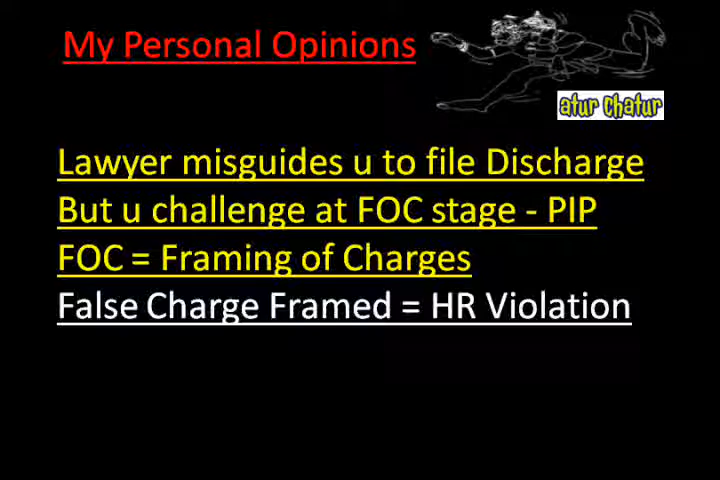 My Personal Opinions
atur chatur
Lawyer misguides u to file Discharge
But u challenge at FOC stage - PIP
FOC = Framing of Charges
False Charge Framed = HR Violation